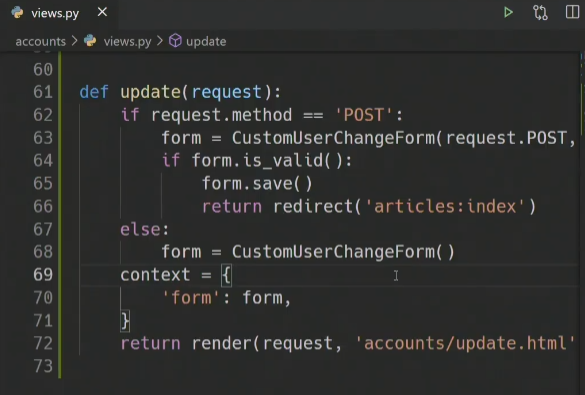 views.py ×
accounts > views.py > update
60
61 def update(request):
62 if request.method == 'POST':
63 form = CustomUserChangeForm(request.POST,
64 if form.is_valid():
65 form.save()
66 return redirect('articles:index')
67 else:
68 form = CustomUserChangeForm()
69 context = {
70 'form': form,
71 }
72 return render(request, 'accounts/update.html'
73